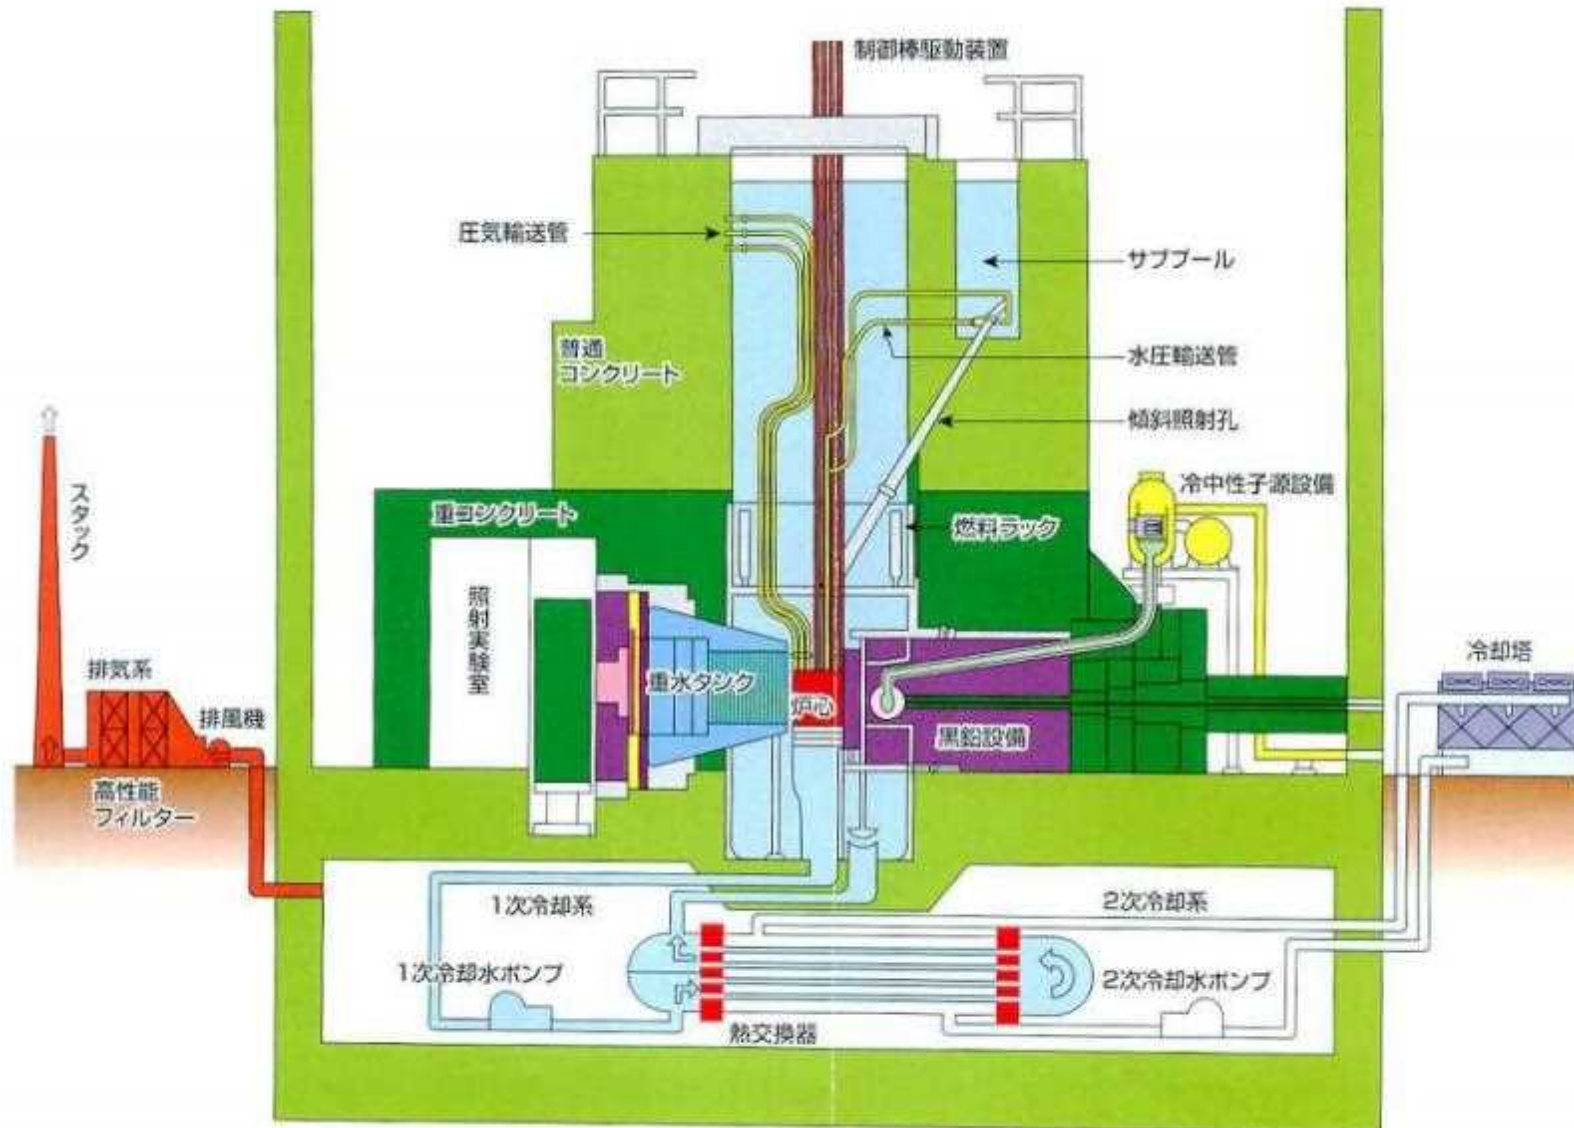 制御棒駆動装置
圧気輸送管
サブプール
普通
コンクリート
水圧輸送管
傾斜照射孔
スタック
重コンクリート
燃料ラック
冷中性子源設備
照射実験室
排気系
排風機
重水タンク
炉心
黒鉛設備
冷却塔
高性能
フィルター
1次冷却系
2次冷却系
1次冷却水ポンプ
2次冷却水ポンプ
熱交換器